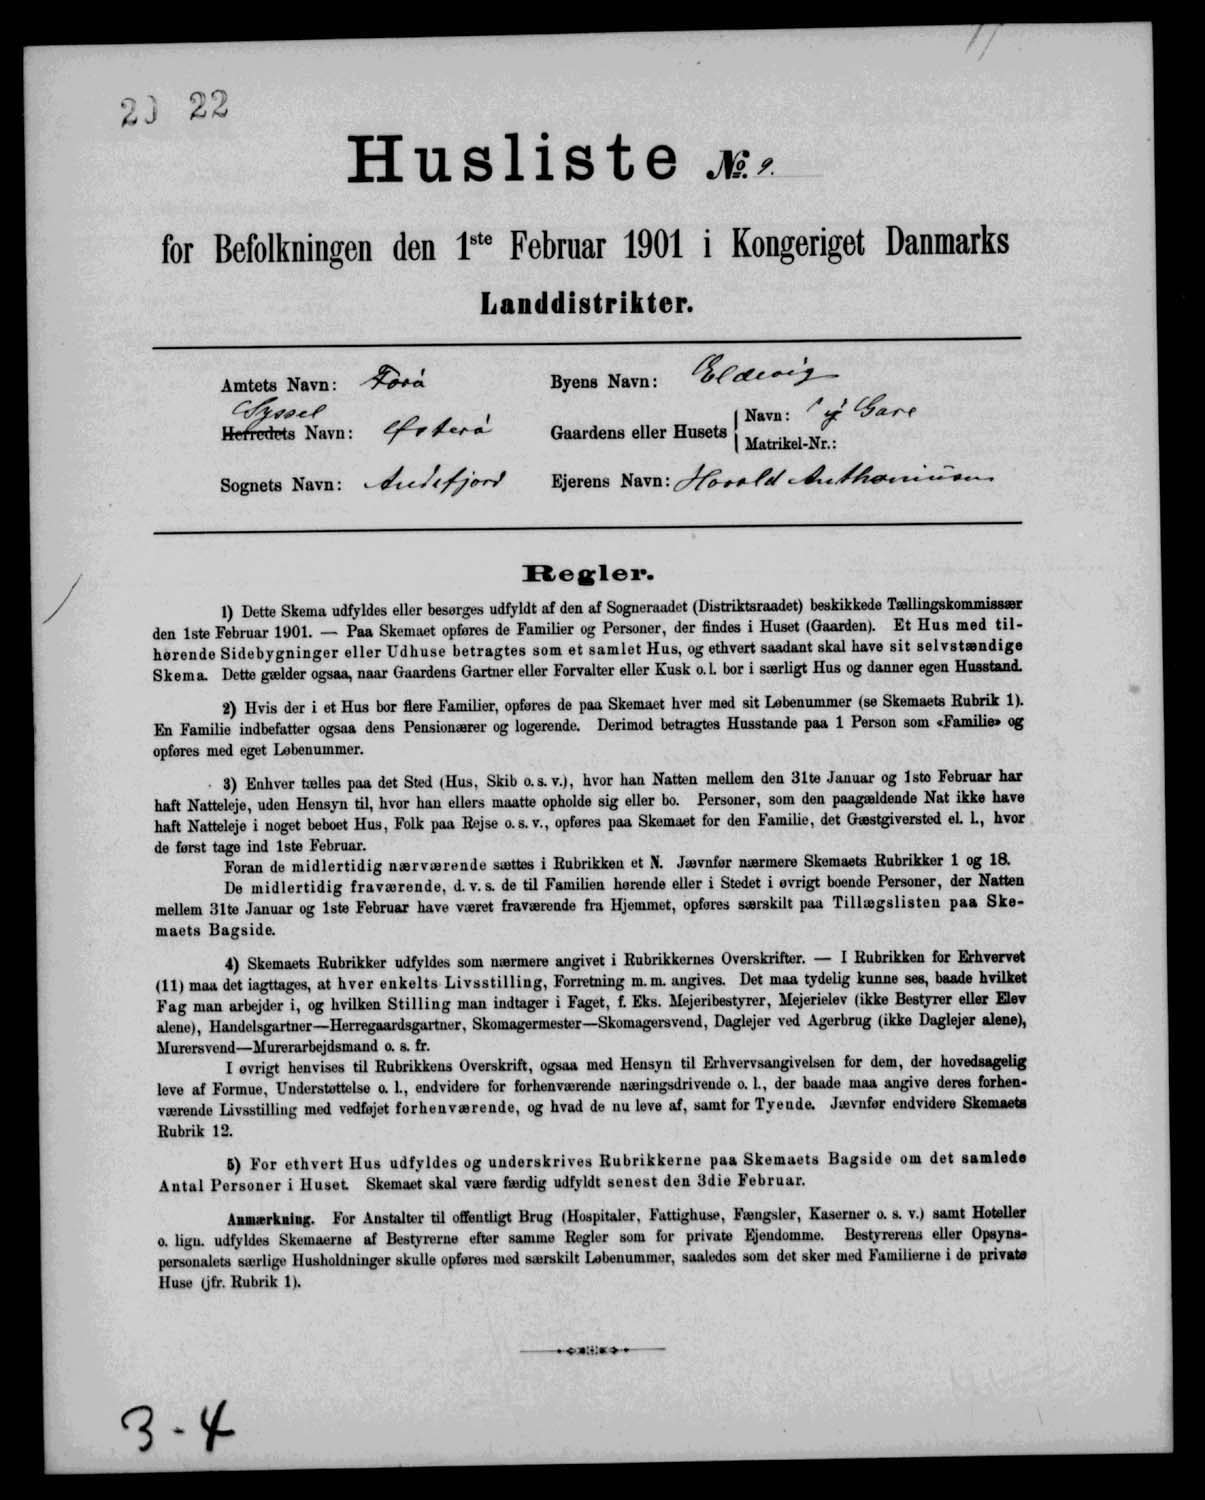 22
Husliste No. 9.
for Befolkningen den 1ste Februar 1901 i Kongeriget Danmarks
Landdistrikter.
Amtets Navn: Færø
Byens Navn: Eldevig
Syssel
Herredets Navn: Østerø
Gaardens eller Husets
Navn: i Gare
Matrikel-Nr.:
Sognets Navn: Andefjord
Ejerens Navn: Harald Anthoniusen
Regler.
1) Dette Skema udfyldes eller besørges udfyldt af den af Sogneraadet (Distriktsraadet) beskikkede Tællingskommissær
den 1ste Februar 1901. — Paa Skemaet opføres de Familier og Personer, der findes i Huset (Gaarden). Et Hus med til-
hørende Sidebygninger eller Udhuse betragtes som et samlet Hus, og ethvert saadant skal have sit selvstændige
Skema. Dette gælder ogsaa, naar Gaardens Gartner eller Forvalter eller Kusk o. l. bor i særligt Hus og danner egen Husstand.
2) Hvis der i et Hus bor flere Familier, opføres de paa Skemaet hver med sit Løbenummer (se Skemaets Rubrik 1).
En Familie indbefatter ogsaa dens Pensionærer og logerende. Derimod betragtes Husstande paa 1 Person som «Familie» og
opføres med eget Løbenummer.
3) Enhver tælles paa det Sted (Hus, Skib o. s. v.), hvor han Natten mellem den 31te Januar og 1ste Februar har
haft Natteleje, uden Hensyn til, hvor han ellers maatte opholde sig eller bo. Personer, som den paagældende Nat ikke have
haft Natteleje i noget beboet Hus, Folk paa Rejse o. s. v., opføres paa Skemaet for den Familie, det Gæstgiversted el. l., hvor
de først tage ind 1ste Februar.
Foran de midlertidig nærværende sættes i Rubrikken et N. Jævnfør nærmere Skemaets Rubrikker 1 og 18.
De midlertidig fraværende, d. v. s. de til Familien hørende eller i Stedet i øvrigt boende Personer, der Natten
mellem 31te Januar og 1ste Februar have været fraværende fra Hjemmet, opføres særskilt paa Tillægslisten paa Ske-
maets Bagside.
4) Skemaets Rubrikker udfyldes som nærmere angivet i Rubrikkernes Overskrifter. — I Rubrikken for Erhvervet
(11) maa det iagttages, at hver enkelts Livsstilling, Forretning m. m. angives. Det maa tydelig kunne ses, baade hvilket
Fag man arbejder i, og hvilken Stilling man indtager i Faget, f. Eks. Mejeribestyrer, Mejerielev (ikke Bestyrer eller Elev
alene), Handelsgartner—Herregaardsgartner, Skomagermester—Skomagersvend, Daglejer ved Agerbrug (ikke Daglejer alene),
Murersvend—Murerarbejdsmand o. s. fr.
I øvrigt henvises til Rubrikkens Overskrift, ogsaa med Hensyn til Erhvervsangivelsen for dem, der hovedsagelig
leve af Formue, Understøttelse o. l., endvidere for forhenværende næringsdrivende o. l., der baade maa angive deres forhen-
værende Livsstilling med vedføjet forhenværende, og hvad de nu leve af, samt for Tyende. Jævnfør endvidere Skemaets
Rubrik 12.
5) For ethvert Hus udfyldes og underskrives Rubrikkerne paa Skemaets Bagside om det samlede
Antal Personer i Huset. Skemaet skal være færdig udfyldt senest den 3die Februar.
Anmærkning. For Anstalter til offentligt Brug (Hospitaler, Fattighuse, Fængsler, Kaserner o. s. v.) samt Hoteller
o. lign. udfyldes Skemaerne af Bestyrerne efter samme Regler som for private Ejendomme. Bestyrerens eller Opsyns-
personalets særlige Husholdninger skulle opføres med særskilt Løbenummer, saaledes som det sker med Familierne i de private
Huse (jfr. Rubrik 1).
3-4